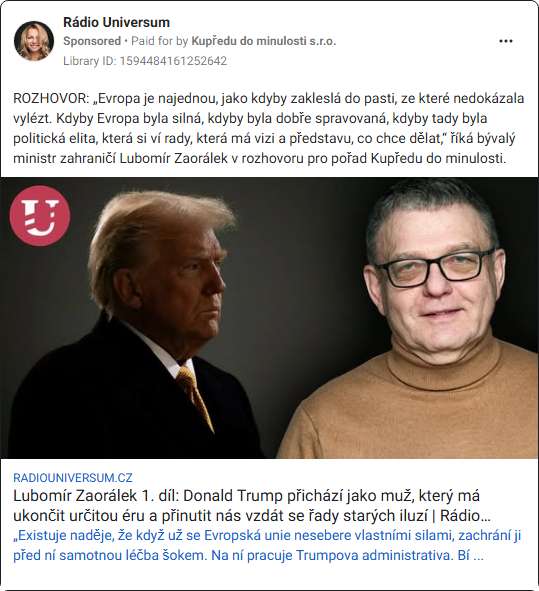 Rádio Universum
Sponsored • Paid for by Kupředu do minulosti s.r.o.
Library ID: 1594484161252642
ROZHOVOR: „Evropa je najednou, jako kdyby zakleslá do pasti, ze které nedokázala
vylézt. Kdyby Evropa byla silná, kdyby byla dobře spravovaná, kdyby tady byla
politická elita, která si ví rady, která má vizi a představu, co chce dělat,“ říká bývalý
ministr zahraničí Lubomír Zaorálek v rozhovoru pro pořad Kupředu do minulosti.
U
RADIOUNIVERSUM.CZ
Lubomír Zaorálek 1. díl: Donald Trump přichází jako muž, který má
ukončit určitou éru a přinutit nás vzdát se řady starých iluzí | Rádio…
„Existuje naděje, že když už se Evropská unie nesebere vlastními silami, zachrání ji
před ní samotnou léčba šokem. Na ní pracuje Trumpova administrativa. Bí ...